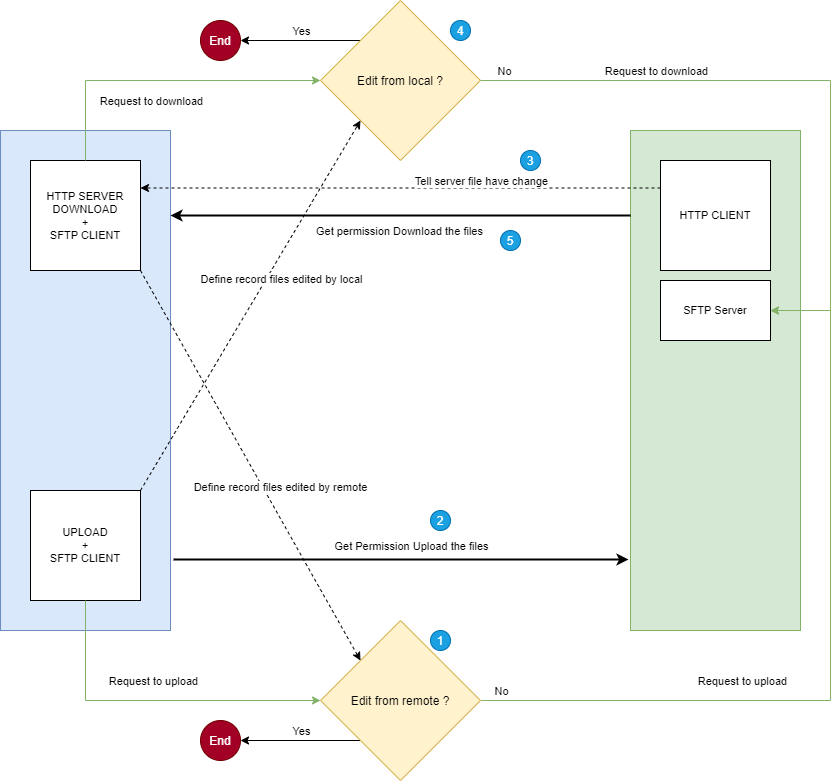 Yes
4
End
Edit from local ?
No
Request to download
Request to download
3
Tell server file have change
HTTP SERVER
DOWNLOAD
+
SFTP CLIENT
HTTP CLIENT
Get permission Download the files
5
Define record files edited by local
SFTP Server
Define record files edited by remote
2
UPLOAD
+
SFTP CLIENT
Get Permission Upload the files
1
Request to upload
No
Request to upload
Edit from remote ?
Yes
End